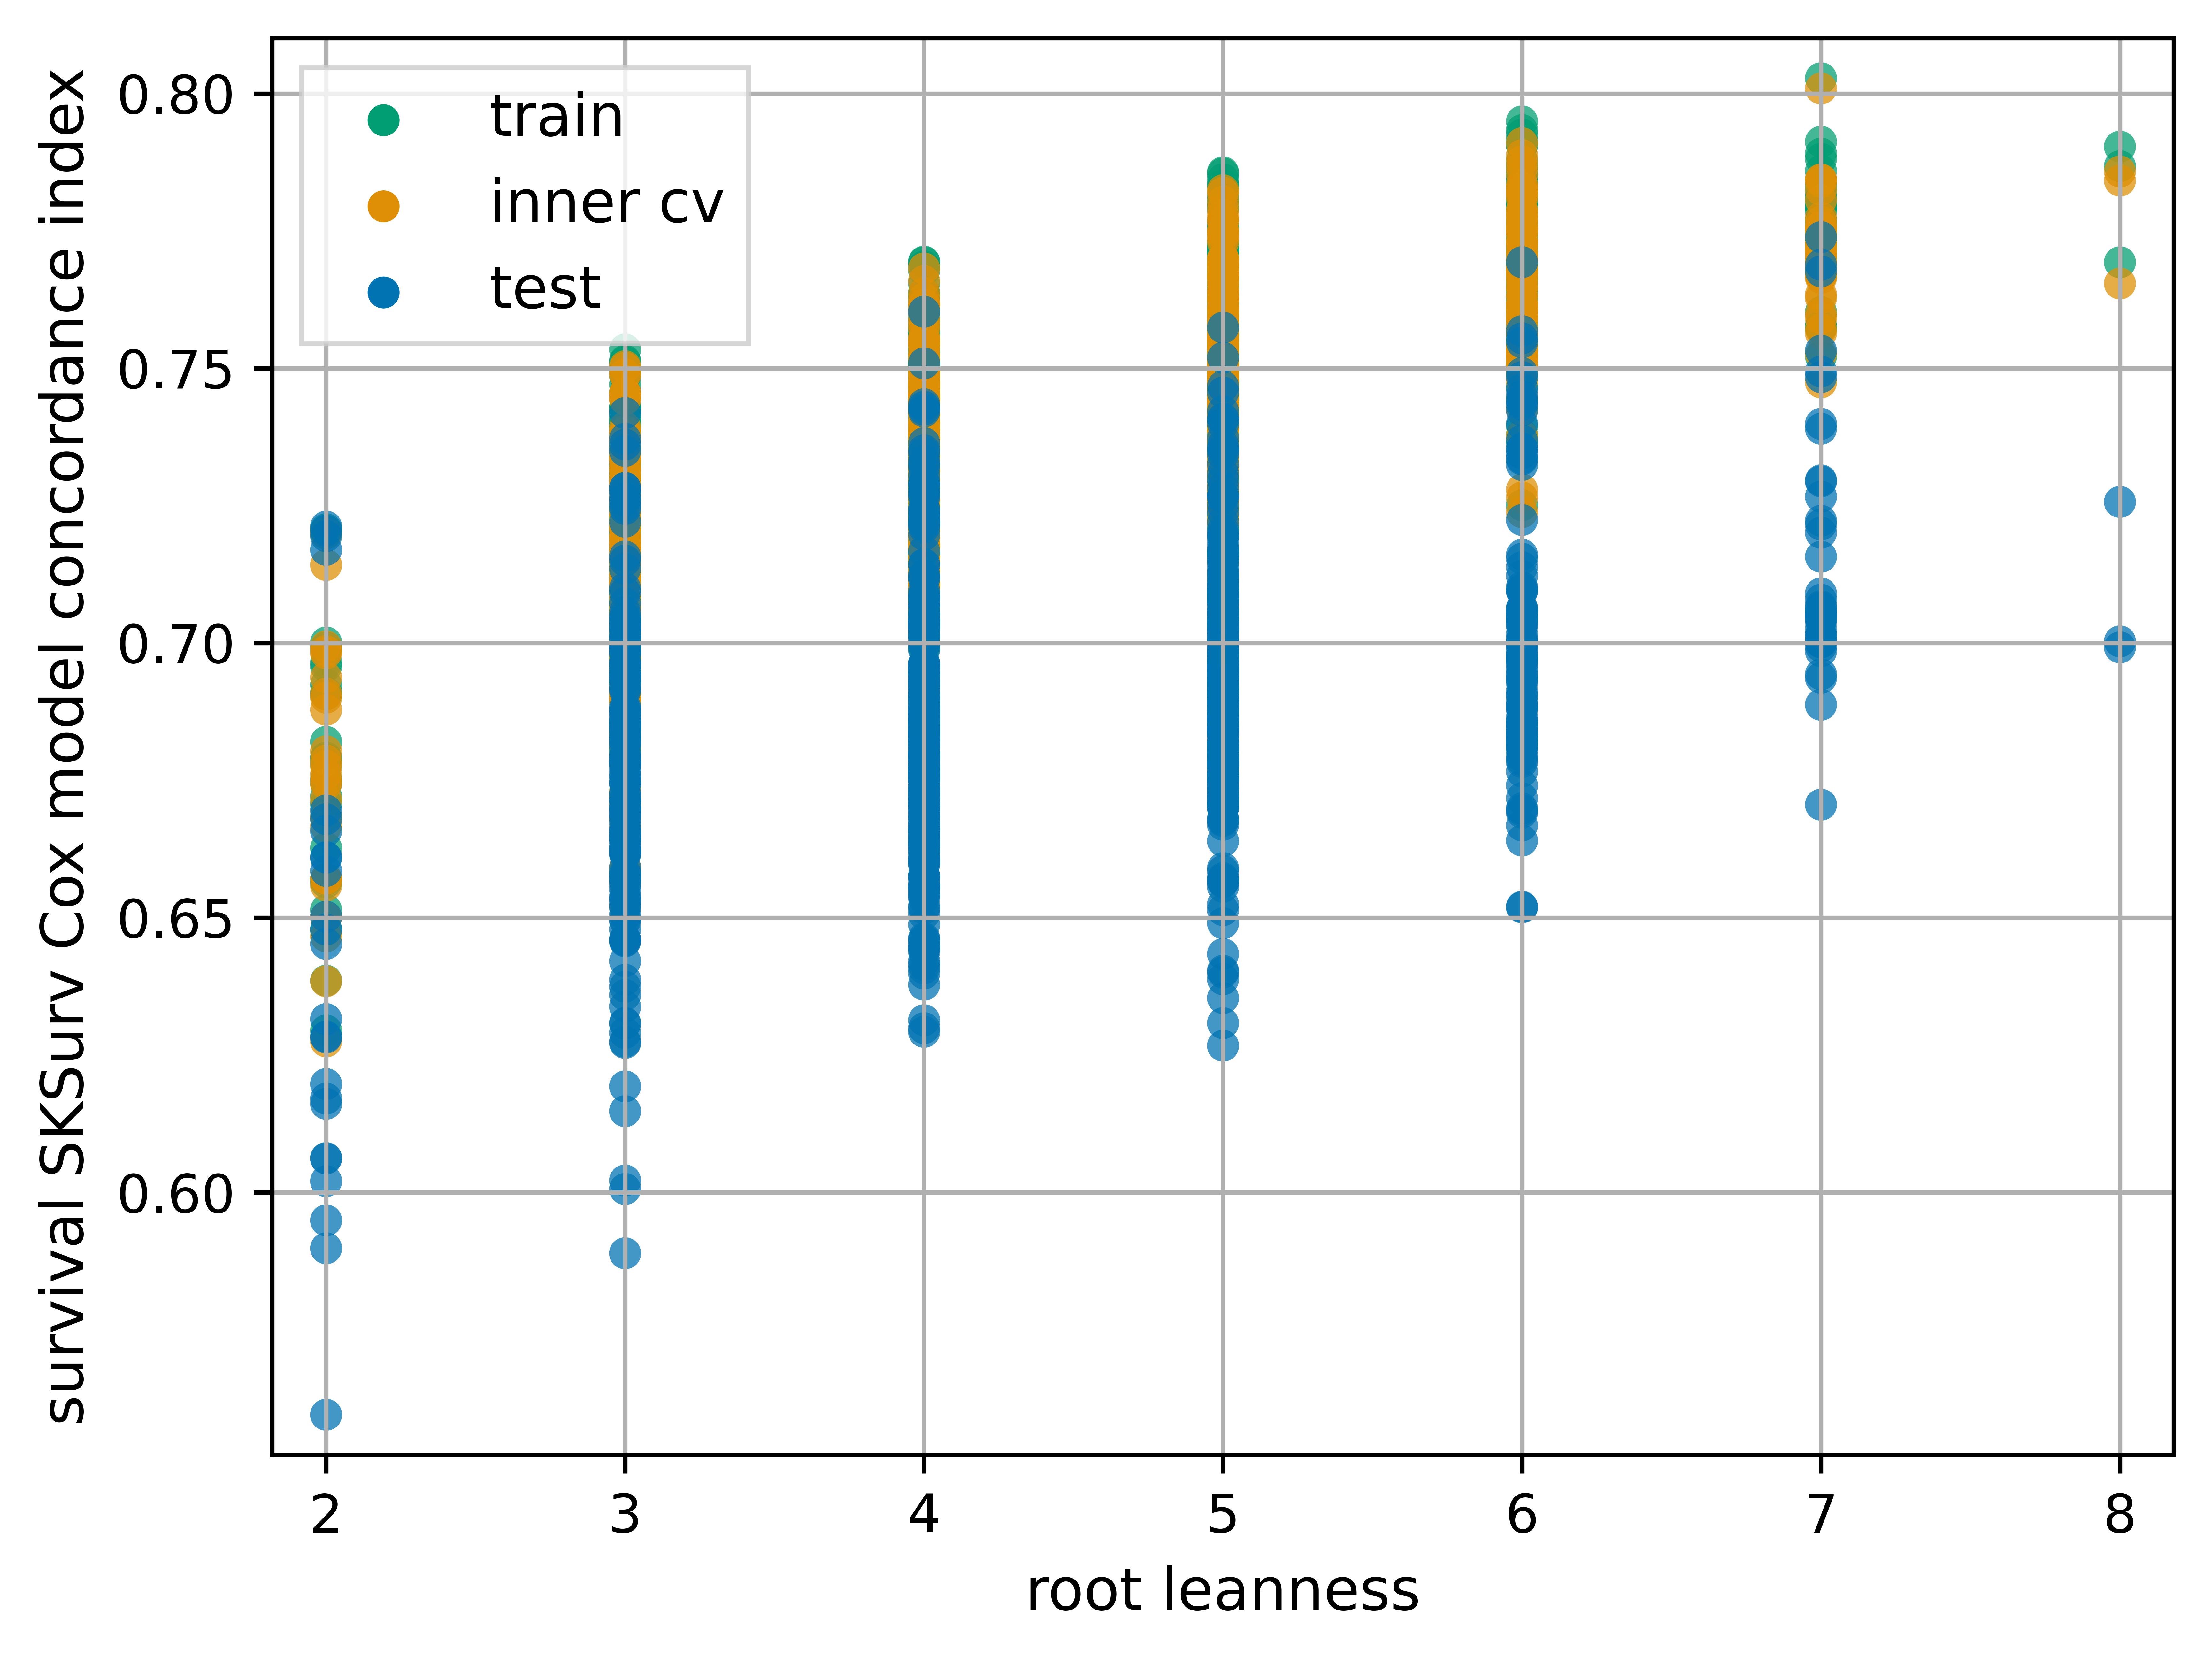 survival SKSurv Cox model concordance index
0.80
0.75
0.70
0.65
0.60
train
inner cv
test
2 3 4 5 6 7 8
root leanness